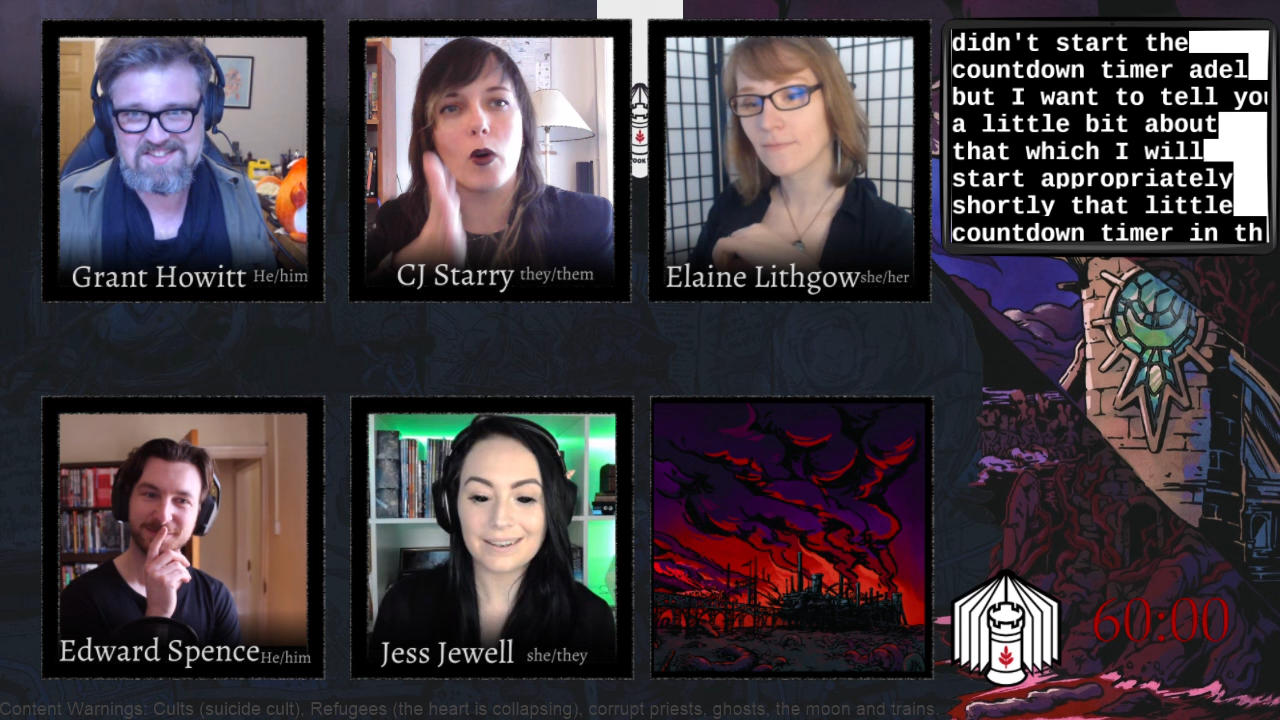 Grant Howitt He/him
CJ Starry they/them
Elaine Lithgow she/her
didn't start the
countdown timer adel
but I want to tell you
a little bit about
that which I will
start appropriately
shortly that little
countdown timer in th
Edward Spence He/him
Jess Jewell she/they
60:00
Content Warnings: Cults (suicide cult), Refugees (the heart is collapsing), corrupt priests, ghosts, the moon and trains.